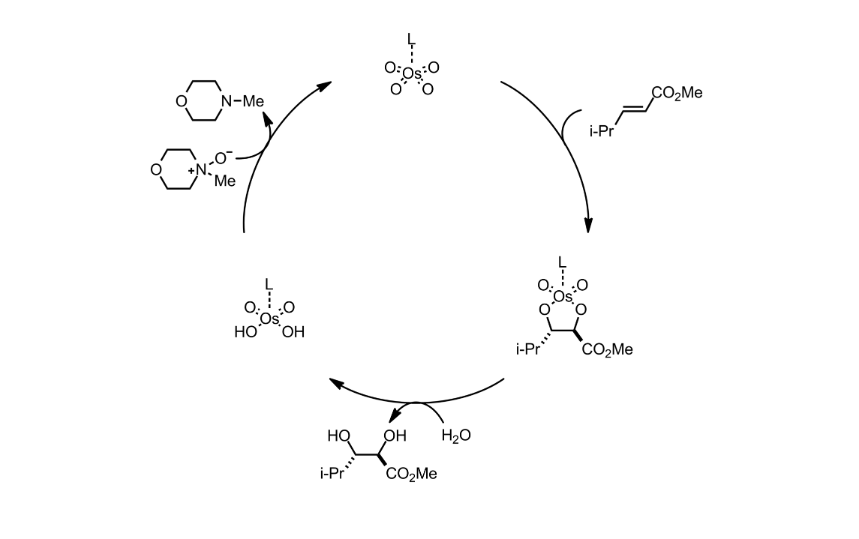 L
O O
Os
O O
CO₂Me
i-Pr
O N–Me
O N⁺ O⁻
Me
L
O O
Os
O O
i-Pr CO₂Me
L
O O
Os
HO OH
HO OH H₂O
i-Pr CO₂Me